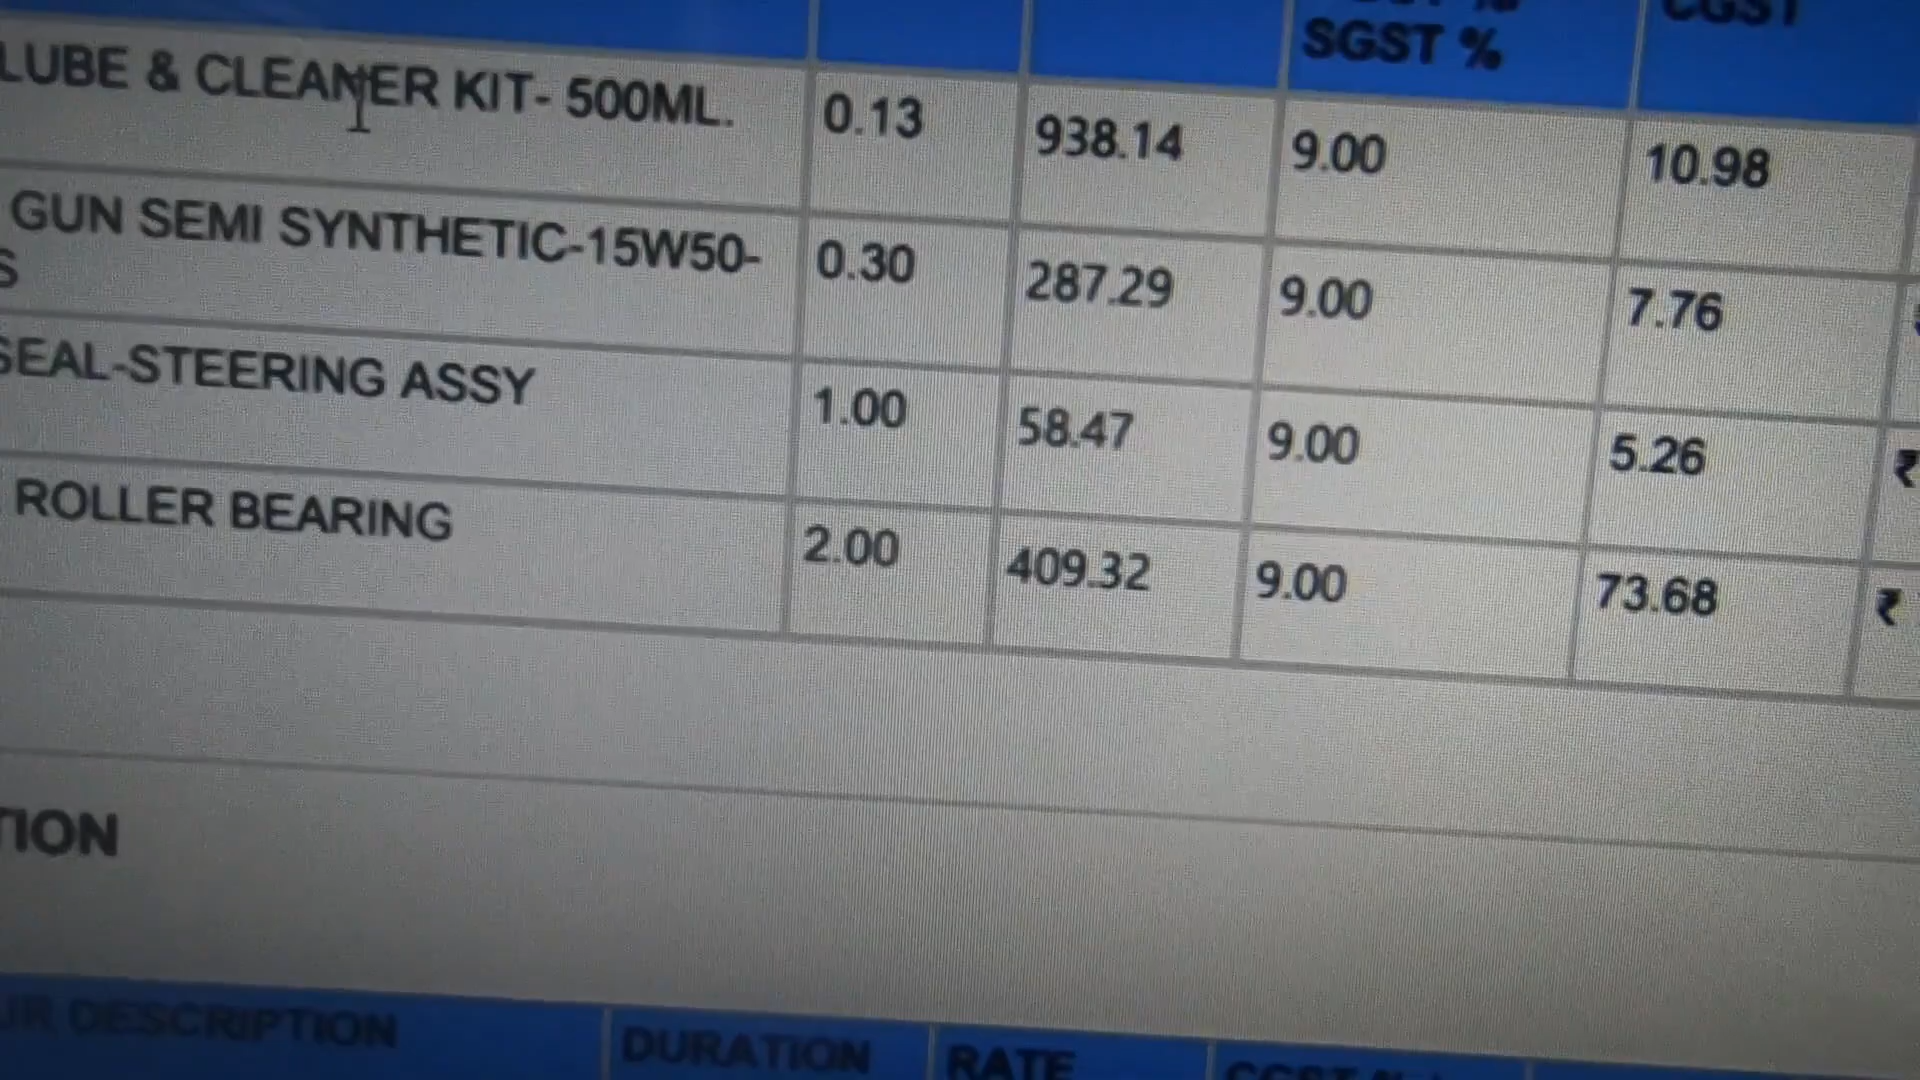 SGST %
CGST
LUBE & CLEANER KIT- 500ML. 0.13 938.14 9.00 10.98
GUN SEMI SYNTHETIC-15W50- 0.30 287.29 9.00 7.76
S
SEAL-STEERING ASSY 1.00 58.47 9.00 5.26 ₹
ROLLER BEARING 2.00 409.32 9.00 73.68 ₹
TION
DESCRIPTION DURATION RATE